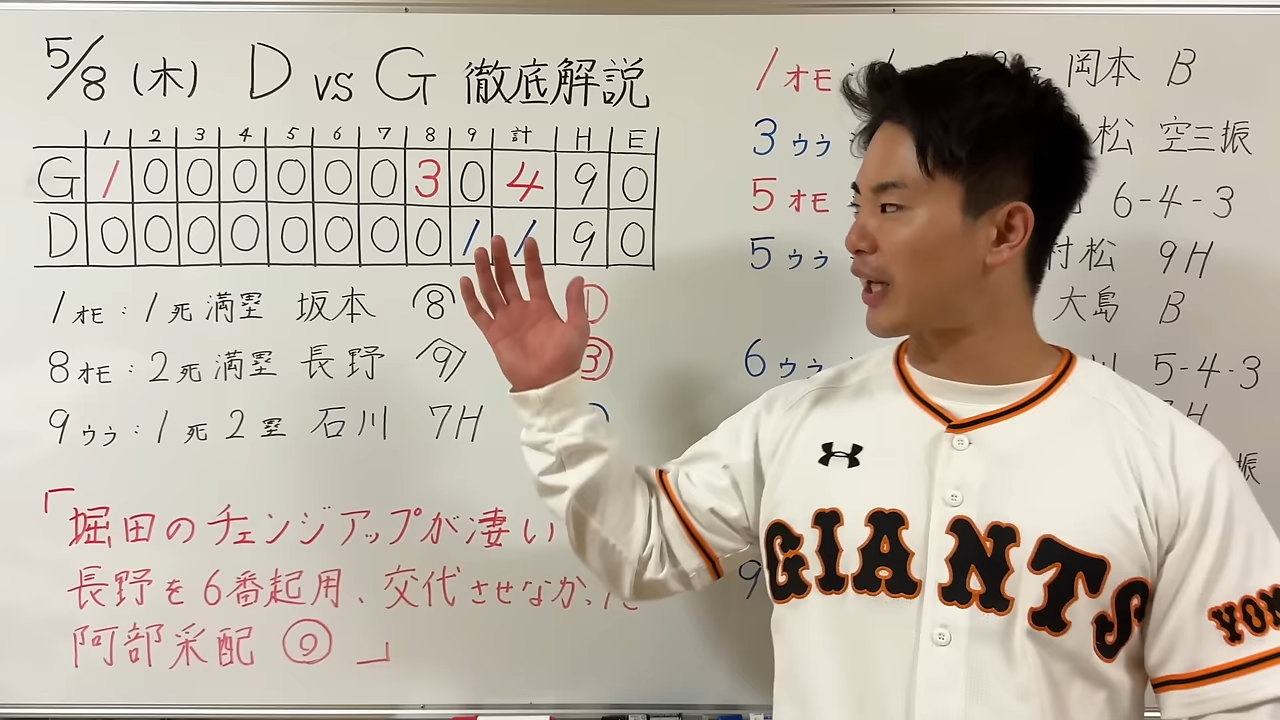 5/8 (木) D vs G 徹底解説
1 2 3 4 5 6 7 8 9 計 H E
G 1 0 0 0 0 0 0 3 0 4 9 0
D 0 0 0 0 0 0 0 0 1 1 9 0
1オモ:1死満塁 坂本 8 ①
8オモ:2死満塁 長野 9 ③
9ウラ:1死2塁 石川 7H
「堀田のチェンジアップが凄い
長野を6番起用、交代させなかった
阿部采配 ⑨」
1オモ: 岡本 B
3ウラ 松 空三振
5オモ 6-4-3
5ウラ 村松 9H
大島 B
6ウラ: 川 5-4-3
H
振
9
GIANTS
YOM